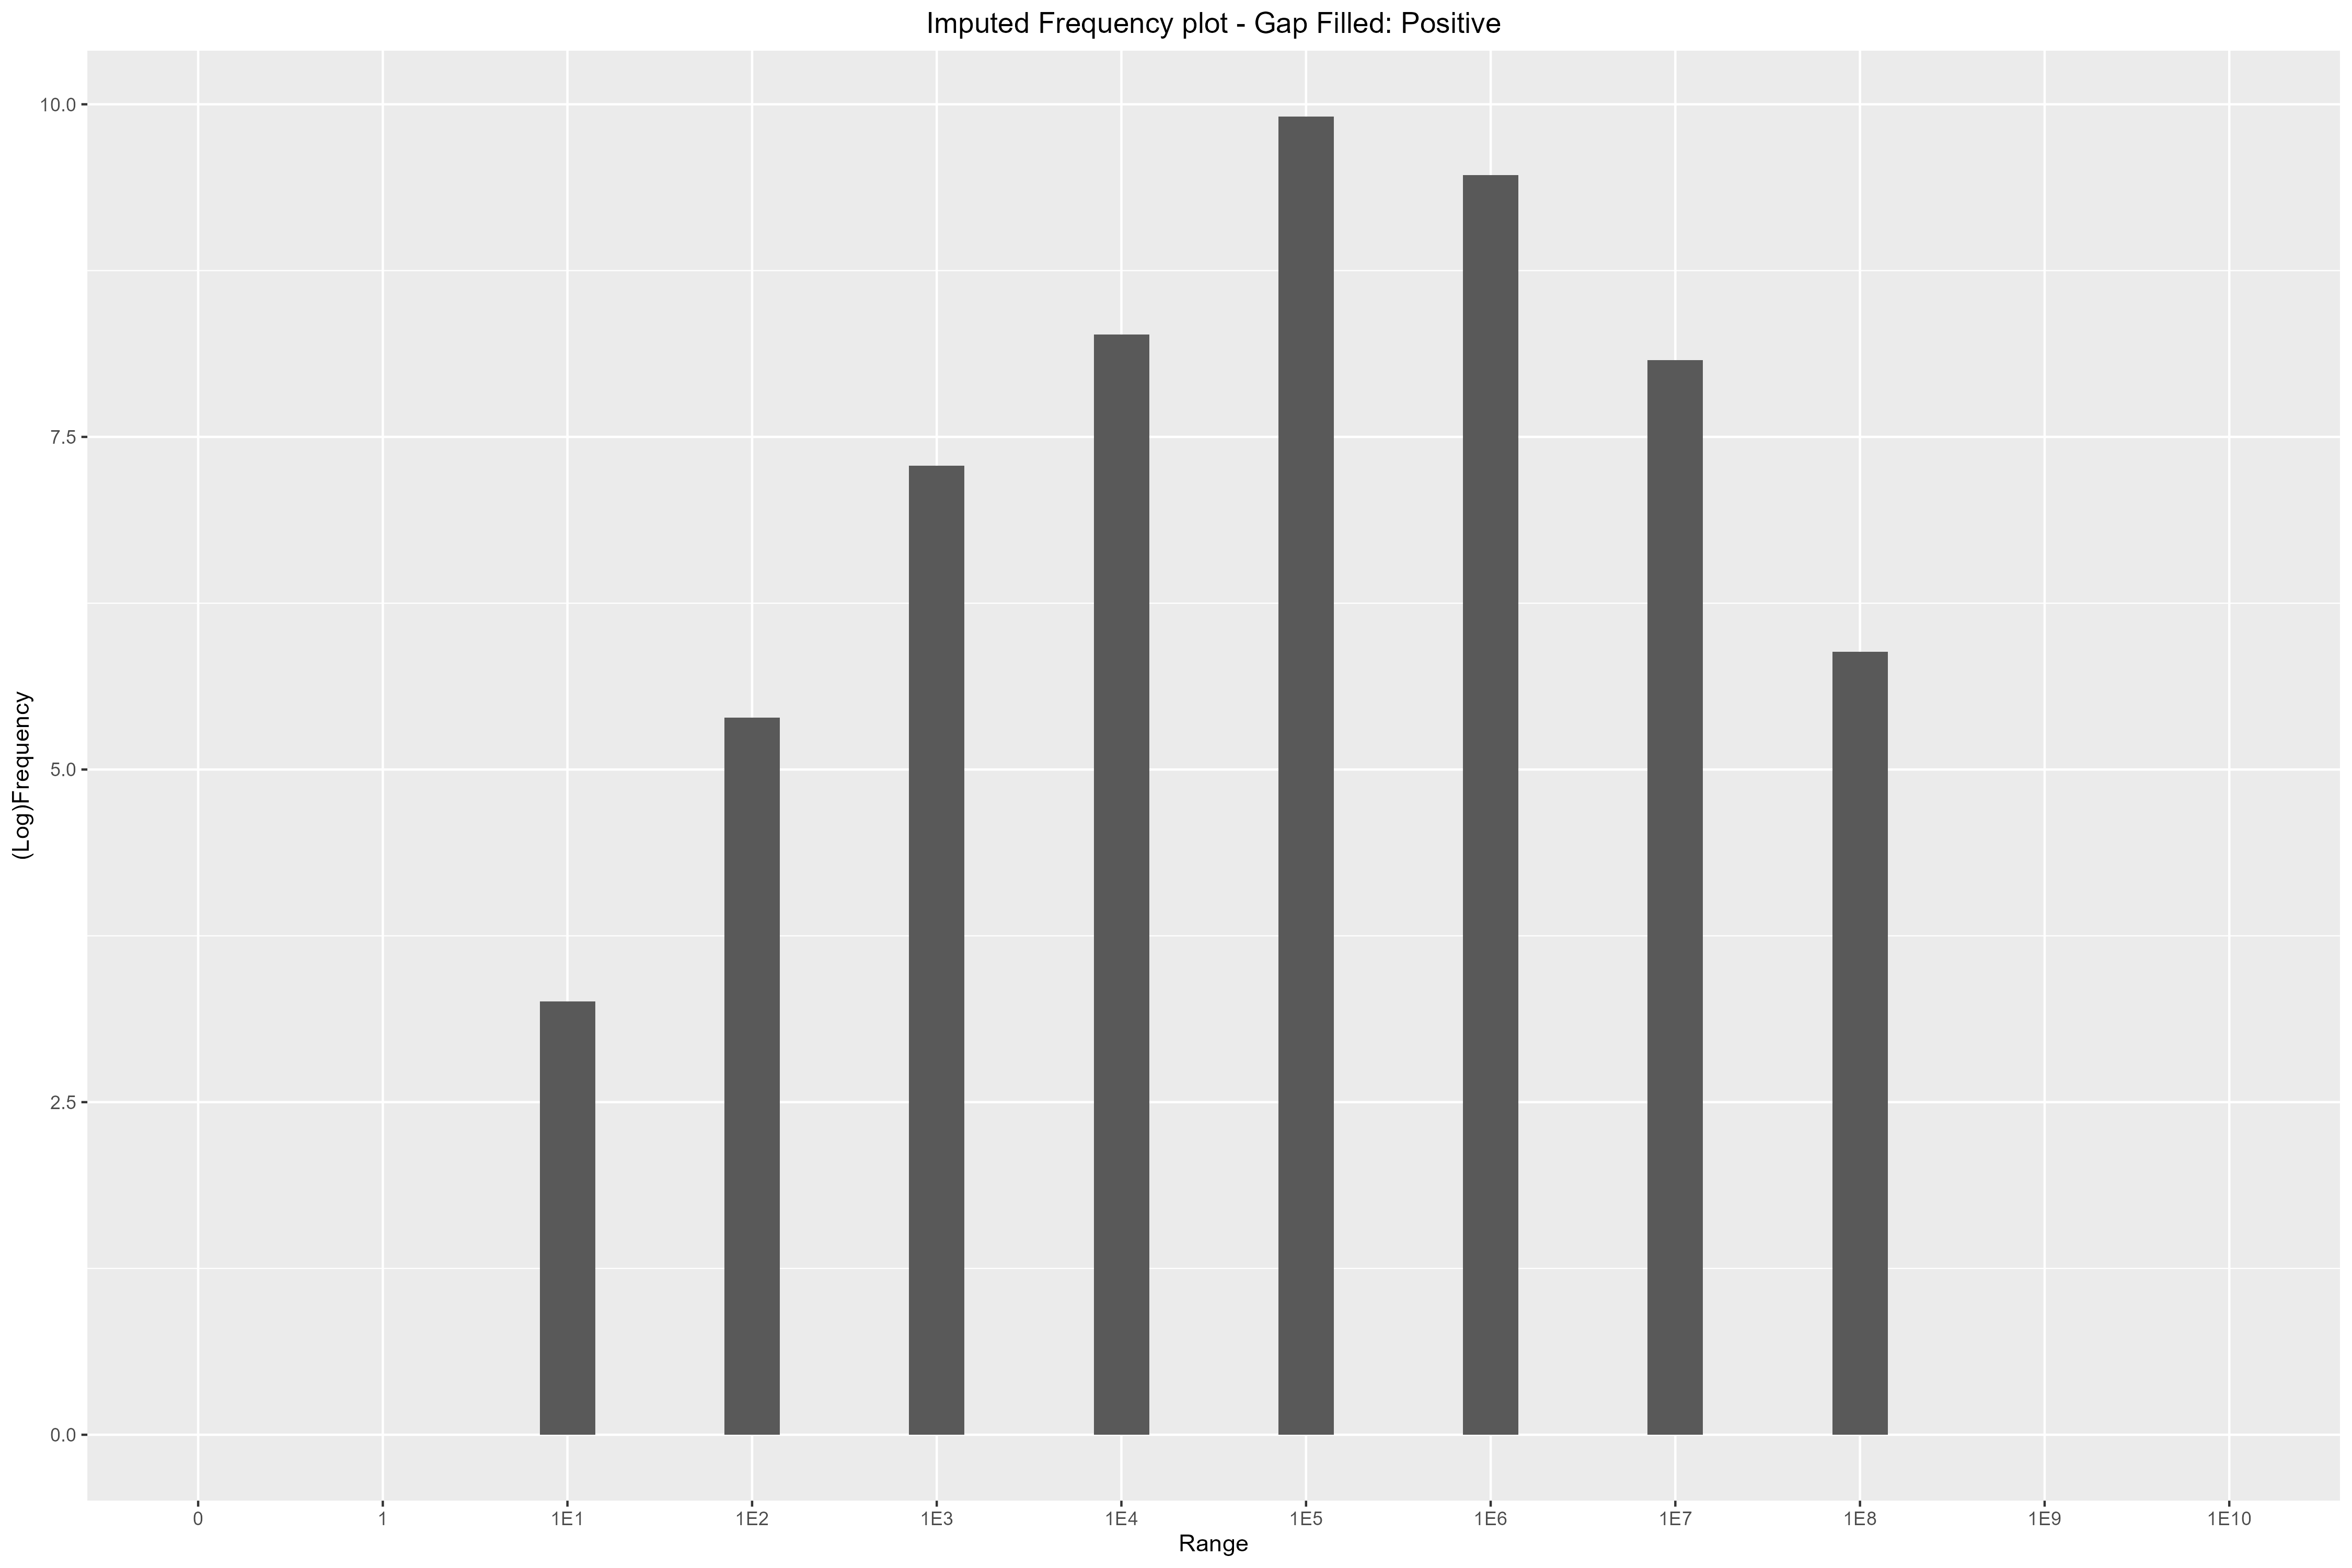 Imputed Frequency plot - Gap Filled: Positive
10.0
7.5
5.0
2.5
0.0
(Log)Frequency
0 1 1E1 1E2 1E3 1E4 1E5 1E6 1E7 1E8 1E9 1E10
Range